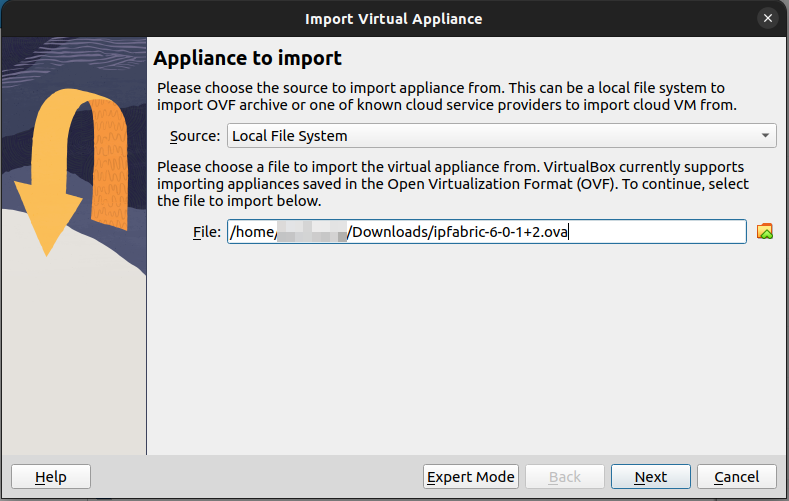 Import Virtual Appliance
Appliance to import
Please choose the source to import appliance from. This can be a local file system to
import OVF archive or one of known cloud service providers to import cloud VM from.
Source: Local File System
Please choose a file to import the virtual appliance from. VirtualBox currently supports
importing appliances saved in the Open Virtualization Format (OVF). To continue, select
the file to import below.
File: /home/ /Downloads/ipfabric-6-0-1+2.ova
Help Expert Mode Back Next Cancel